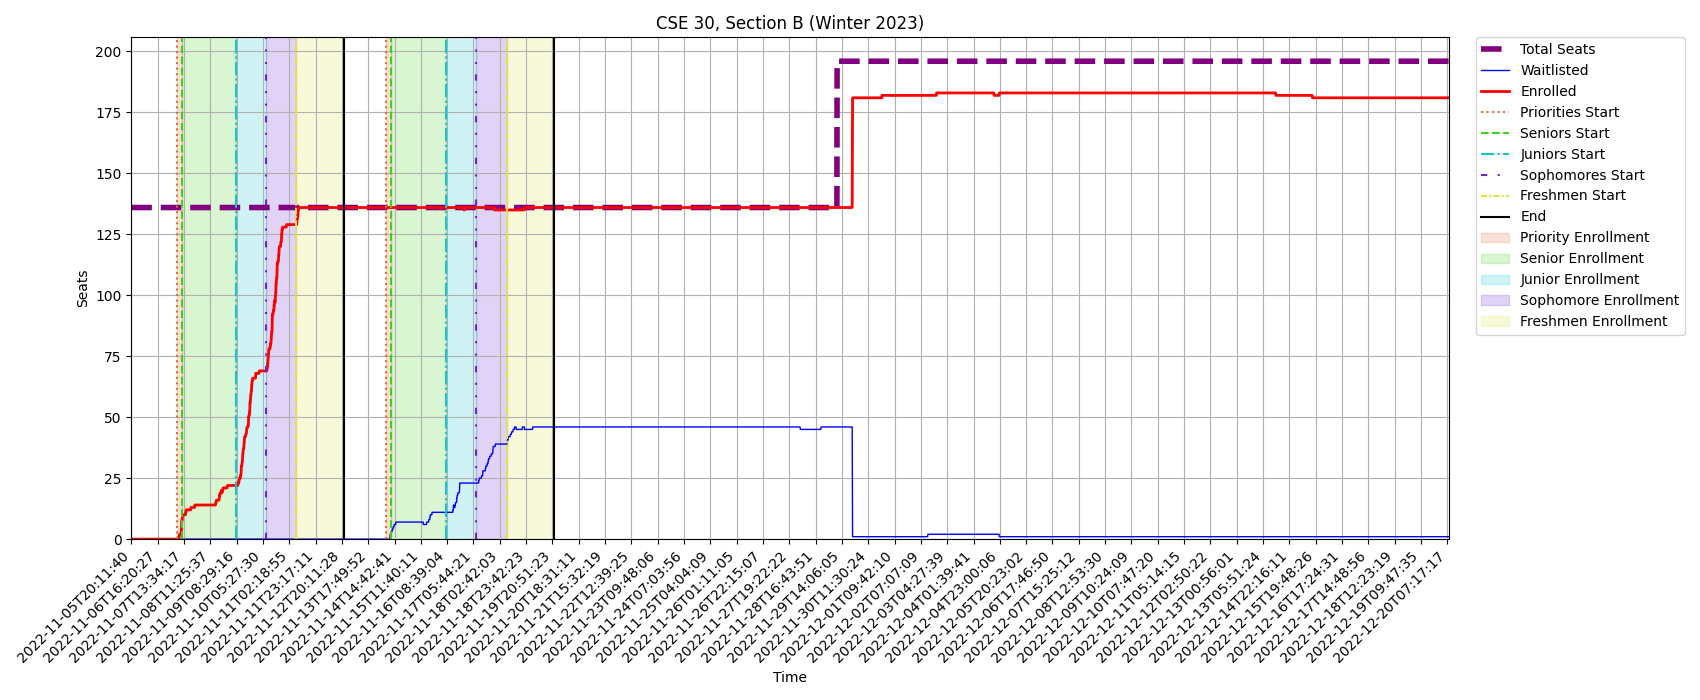 CSE 30, Section B (Winter 2023)
200
175
150
125
100
75
50
25
0
Seats
2022-11-05T20:11:40
2022-11-06T16:20:27
2022-11-07T13:34:17
2022-11-08T11:25:37
2022-11-09T08:29:16
2022-11-10T05:27:30
2022-11-11T02:18:55
2022-11-11T23:17:11
2022-11-12T20:11:28
2022-11-13T17:49:52
2022-11-14T14:42:41
2022-11-15T11:40:11
2022-11-16T08:39:04
2022-11-17T05:44:21
2022-11-18T02:42:03
2022-11-18T23:42:23
2022-11-19T20:51:23
2022-11-20T18:31:11
2022-11-21T15:32:19
2022-11-22T12:39:25
2022-11-23T09:48:06
2022-11-24T07:03:56
2022-11-25T04:04:09
2022-11-26T01:11:05
2022-11-26T22:15:07
2022-11-27T19:22:22
2022-11-28T16:43:51
2022-11-29T14:06:05
2022-11-30T11:30:24
2022-12-01T09:42:10
2022-12-02T07:07:09
2022-12-03T04:27:39
2022-12-04T01:39:41
2022-12-04T23:00:06
2022-12-05T20:23:02
2022-12-06T17:46:50
2022-12-07T15:25:12
2022-12-08T12:53:30
2022-12-09T10:24:09
2022-12-10T07:47:20
2022-12-11T05:14:15
2022-12-12T02:50:22
2022-12-13T00:56:01
2022-12-13T05:51:24
2022-12-14T22:16:11
2022-12-15T19:48:26
2022-12-16T17:24:31
2022-12-17T14:48:56
2022-12-18T12:23:19
2022-12-19T09:47:35
2022-12-20T07:17:17
Time
Total Seats
Waitlisted
Enrolled
Priorities Start
Seniors Start
Juniors Start
Sophomores Start
Freshmen Start
End
Priority Enrollment
Senior Enrollment
Junior Enrollment
Sophomore Enrollment
Freshmen Enrollment